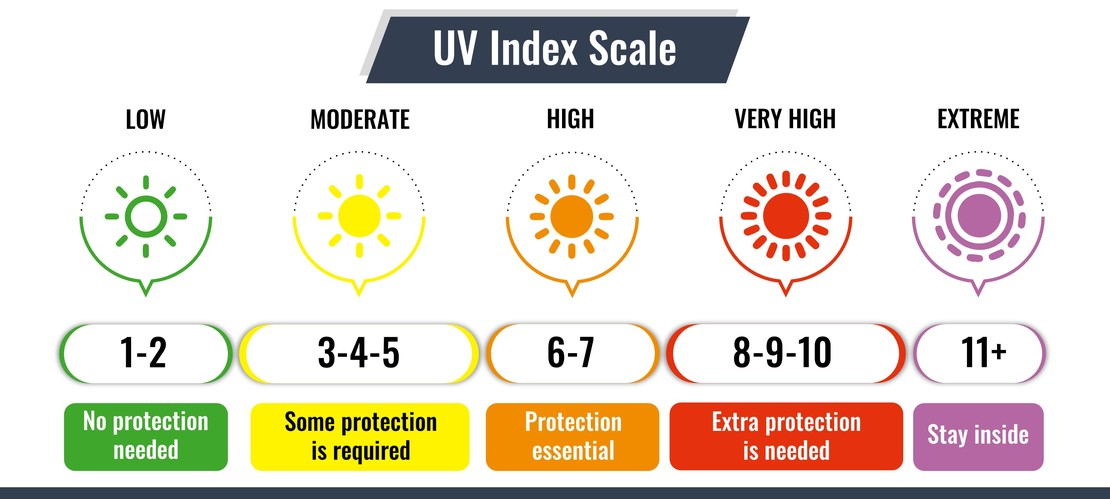 UV Index Scale
LOW
MODERATE
HIGH
VERY HIGH
EXTREME
1-2
3-4-5
6-7
8-9-10
11+
No protection
needed
Some protection
is required
Protection
essential
Extra protection
is needed
Stay inside